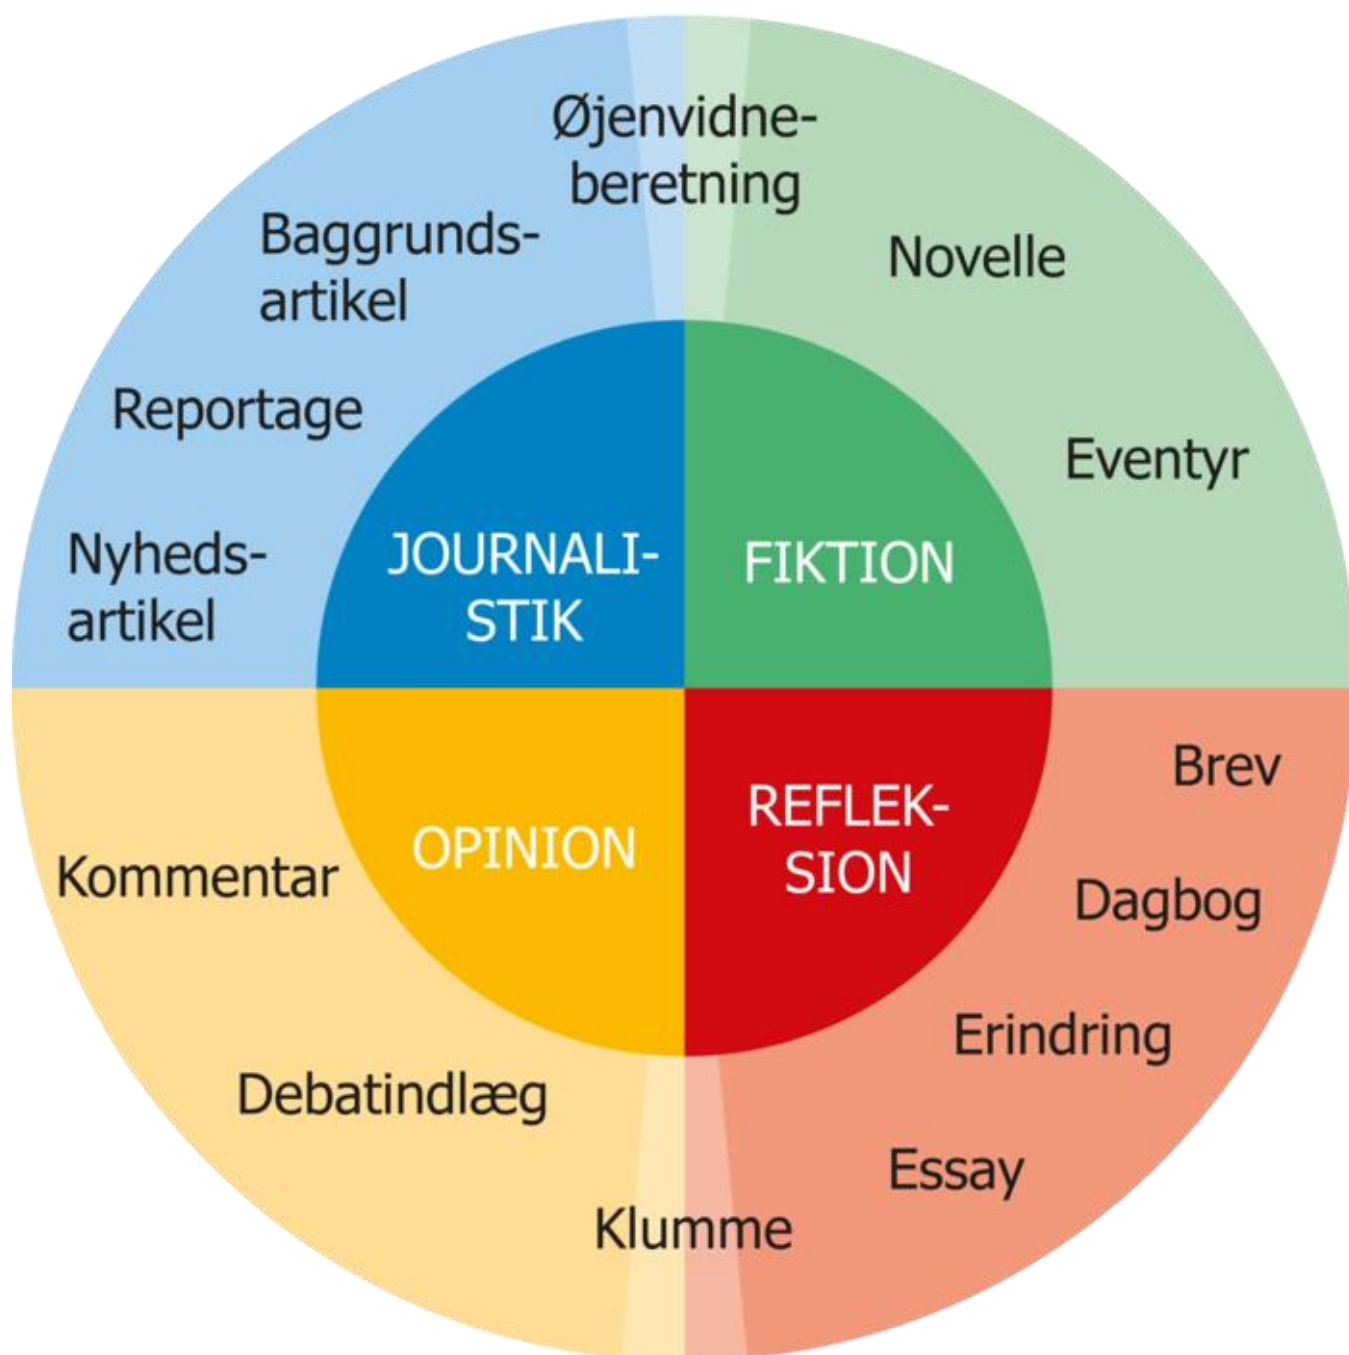 Øjenvidne-
beretning
Baggrunds-
artikel
Reportage
Nyheds-
artikel
JOURNALI-
STIK
Novelle
Eventyr
FIKTION
Kommentar
Debatindlæg
OPINION
Klumme
REFLEK-
SION
Brev
Dagbog
Erindring
Essay